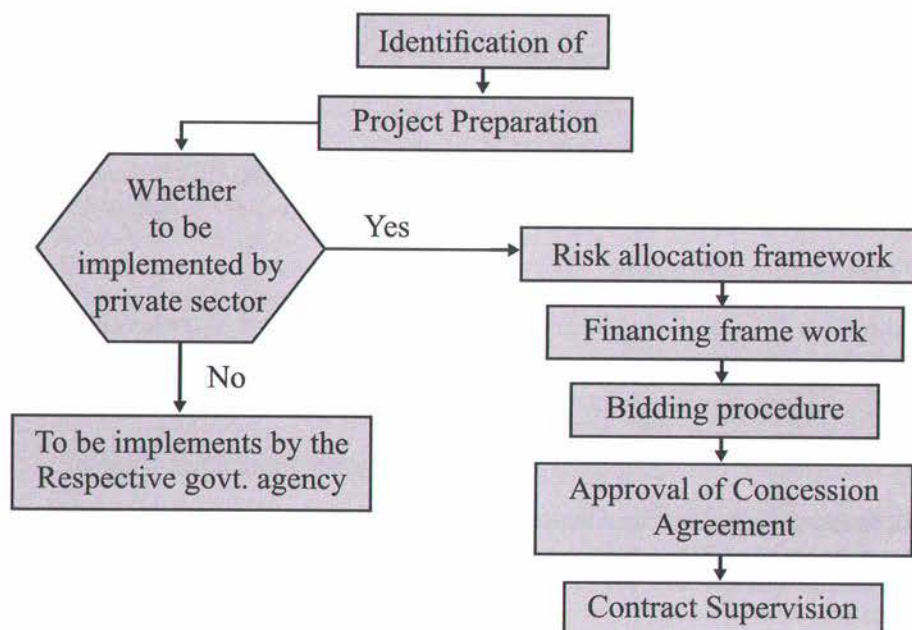 Identification of
Project Preparation
Whether
to be
implemented by
private sector
Yes
No
To be implements by the
Respective govt. agency
Risk allocation framework
Financing frame work
Bidding procedure
Approval of Concession
Agreement
Contract Supervision